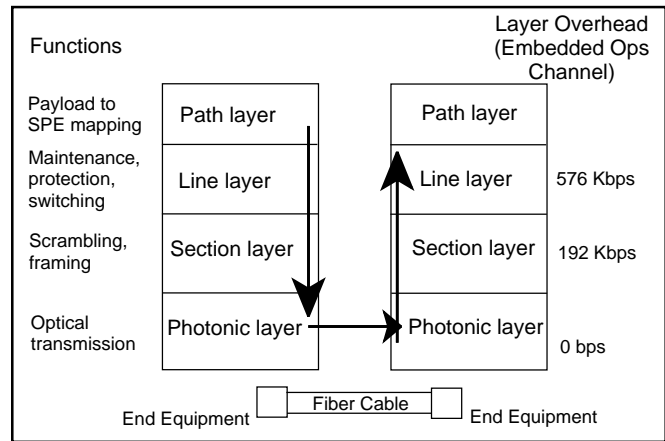 Functions
Layer Overhead
(Embedded Ops
Channel)
Payload to
SPE mapping
Path layer
Path layer
Maintenance,
protection,
switching
Line layer
Line layer
576 Kbps
Scrambling,
framing
Section layer
Section layer
192 Kbps
Optical
transmission
Photonic layer
Photonic layer
0 bps
End Equipment
Fiber Cable
End Equipment